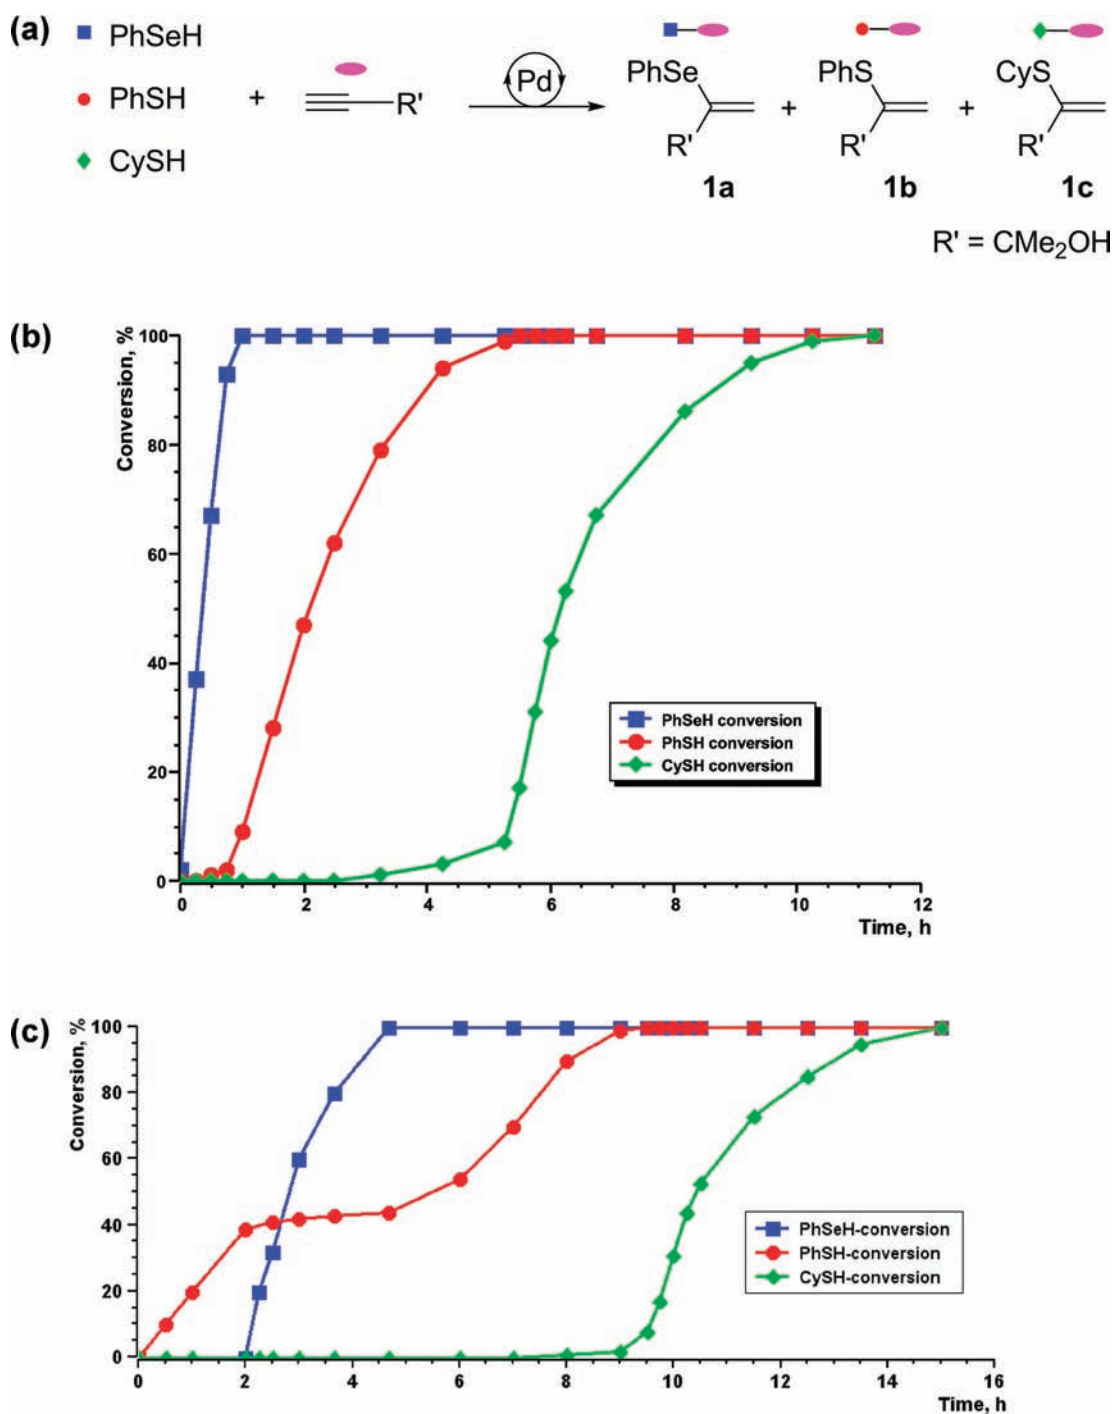 (a)
PhSeH
PhSH
CySH
+
R'
Pd
PhSe
R'
1a
+
PhS
R'
1b
+
CyS
R'
1c
R' = CMe₂OH
(b)
Conversion, %
100
80
60
40
20
0
0 2 4 6 8 10 12
Time, h
PhSeH conversion
PhSH conversion
CySH conversion
(c)
Conversion, %
100
80
60
40
20
0
0 2 4 6 8 10 12 14 16
Time, h
PhSeH-conversion
PhSH-conversion
CySH-conversion